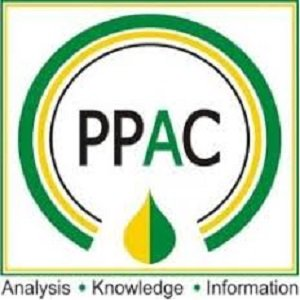 PPAC
Analysis • Knowledge • Information